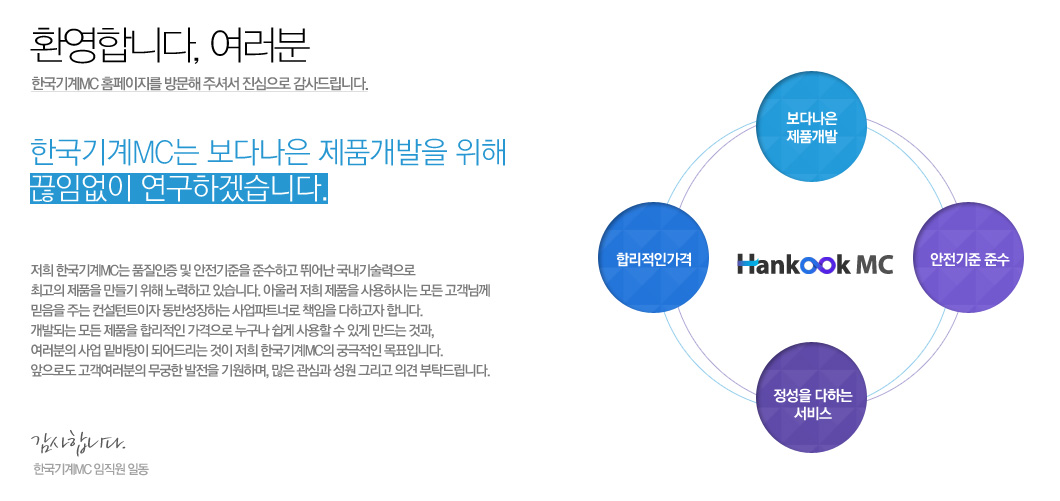 환영합니다, 여러분
한국기계MC 홈페이지를 방문해 주셔서 진심으로 감사드립니다.
한국기계MC는 보다나은 제품개발을 위해
끊임없이 연구하겠습니다.
저희 한국기계MC는 품질인증 및 안전기준을 준수하고 뛰어난 국내기술력으로
최고의 제품을 만들기 위해 노력하고 있습니다. 아울러 저희 제품을 사용하시는 모든 고객님께
믿음을 주는 컨설턴트이자 동반성장하는 사업파트너로 책임을 다하고자 합니다.
개발되는 모든 제품을 합리적인 가격으로 누구나 쉽게 사용할 수 있게 만드는 것과,
여러분의 사업 밑바탕이 되어드리는 것이 저희 한국기계MC의 궁극적인 목표입니다.
앞으로도 고객여러분의 무궁한 발전을 기원하며, 많은 관심과 성원 그리고 의견 부탁드립니다.
감사합니다.
한국기계MC 임직원 일동
보다나은
제품개발
합리적인가격
Hankook MC
안전기준 준수
정성을 다하는
서비스